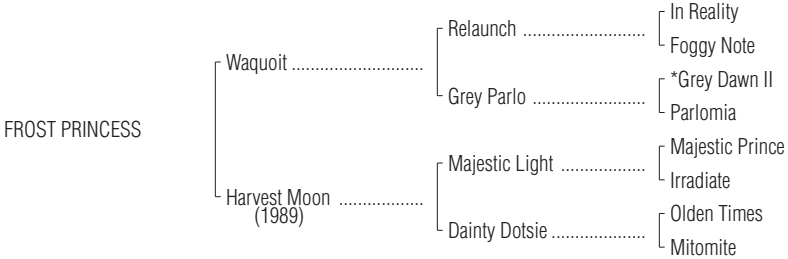 In Reality
Relaunch ..........................
Foggy Note
Waquoit ............................
*Grey Dawn II
Grey Parlo ........................
Parlomia
FROST PRINCESS
Majestic Prince
Majestic Light ..................
Irradiate
Harvest Moon ..................
(1989)
Olden Times
Dainty Dotsie ....................
Mitomite